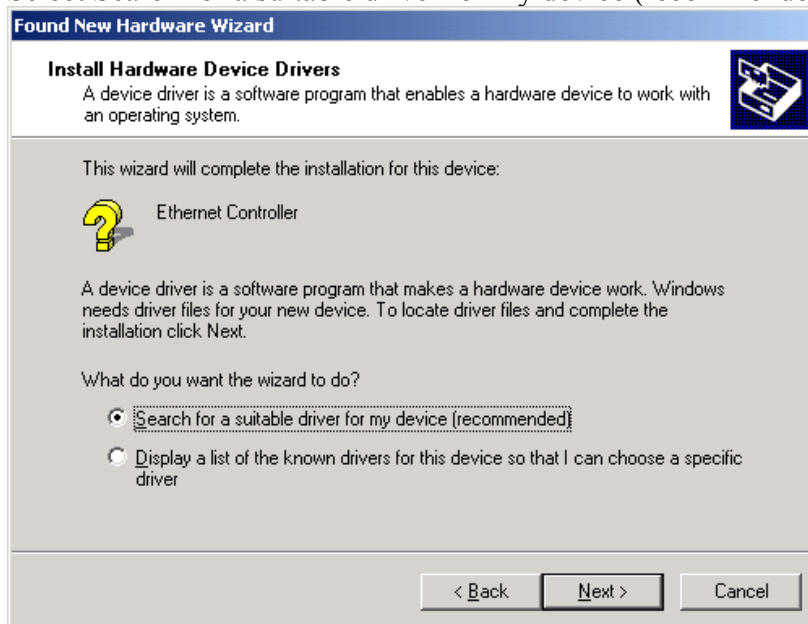 Found New Hardware Wizard
Install Hardware Device Drivers
A device driver is a software program that enables a hardware device to work with
an operating system.
This wizard will complete the installation for this device:
Ethernet Controller
A device driver is a software program that makes a hardware device work. Windows
needs driver files for your new device. To locate driver files and complete the
installation click Next.
What do you want the wizard to do?
Search for a suitable driver for my device (recommended)
Display a list of the known drivers for this device so that I can choose a specific
driver
< Back
Next >
Cancel